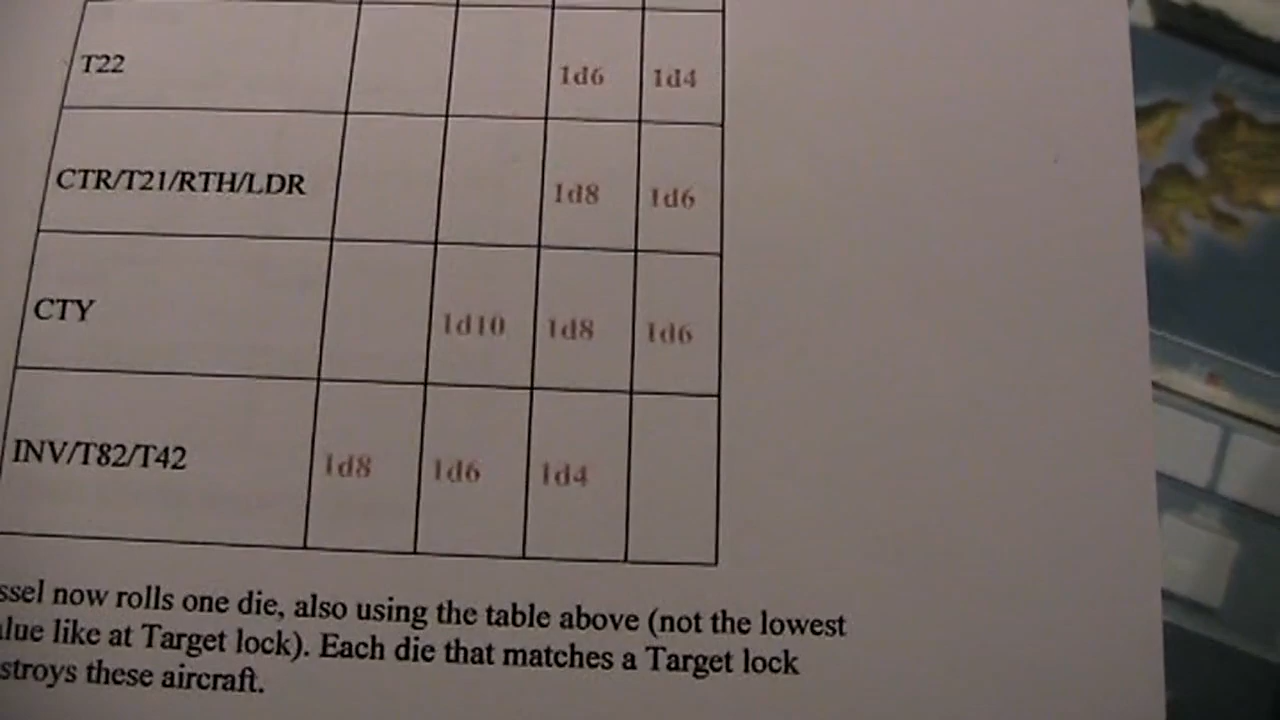 T22 1d6 1d4
CTR/T21/RTH/LDR 1d8 1d6
CTY 1d10 1d8 1d6
INV/T82/T42 1d8 1d6 1d4
ssel now rolls one die, also using the table above (not the lowest
alue like at Target lock). Each die that matches a Target lock
stroys these aircraft.